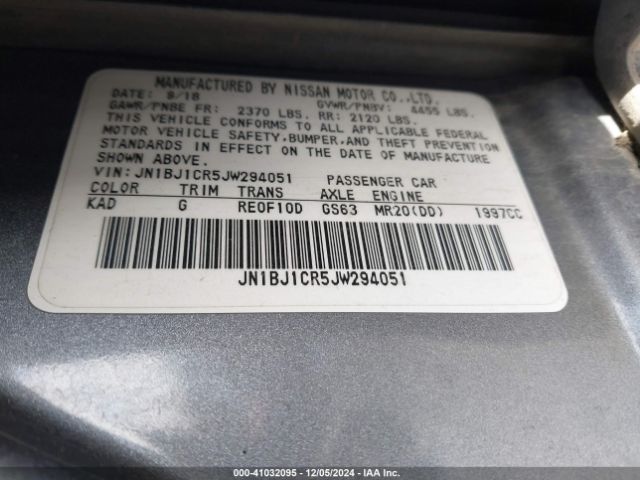 MANUFACTURED BY NISSAN MOTOR CO.,LTD.
DATE: 9/18 GVWR/PNBV: 4455 LBS.
GAWR/PNBE FR: 2370 LBS. RR: 2120 LBS.
THIS VEHICLE CONFORMS TO ALL APPLICABLE FEDERAL
MOTOR VEHICLE SAFETY,BUMPER,AND THEFT PREVENTION
STANDARDS IN EFFECT ON THE DATE OF MANUFACTURE
SHOWN ABOVE.
VIN: JN1BJ1CR5JW294051 PASSENGER CAR
COLOR TRIM TRANS AXLE ENGINE
KAD G RE0F10D GS63 MR20(DD) 1997CC
JN1BJ1CR5JW294051
000-41032095 - 12/05/2024 - IAA Inc.